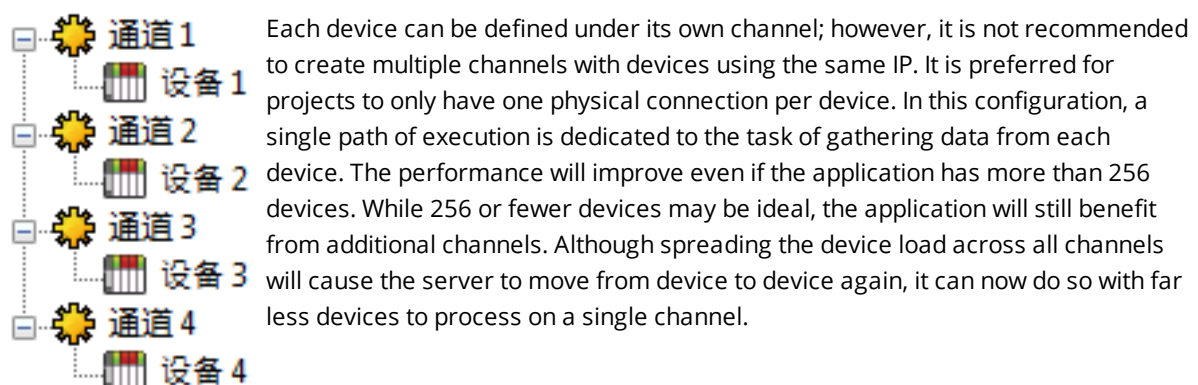 通道 1
设备 1
通道 2
设备 2
通道 3
设备 3
通道 4
设备 4
Each device can be defined under its own channel; however, it is not recommended
to create multiple channels with devices using the same IP. It is preferred for
projects to only have one physical connection per device. In this configuration, a
single path of execution is dedicated to the task of gathering data from each
device. The performance will improve even if the application has more than 256
devices. While 256 or fewer devices may be ideal, the application will still benefit
from additional channels. Although spreading the device load across all channels
will cause the server to move from device to device again, it can now do so with far
less devices to process on a single channel.